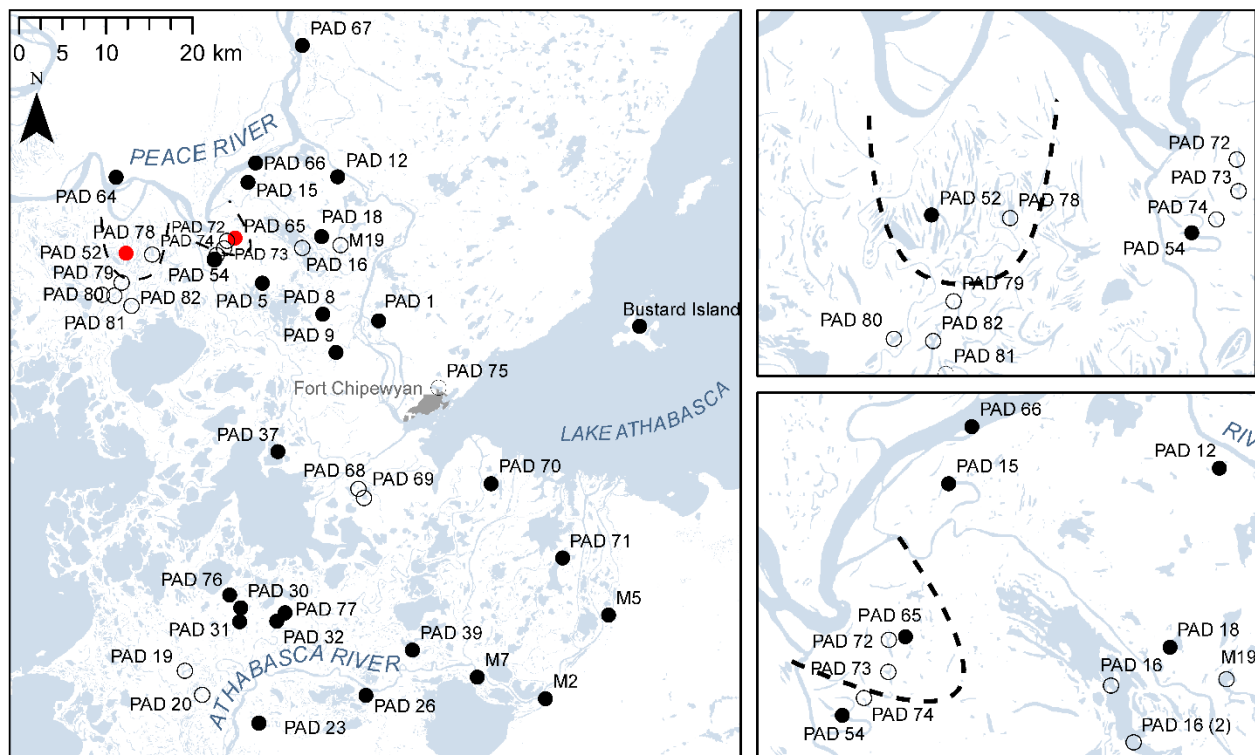 0 5 10 20 km
N
PAD 67
PEACE RIVER
PAD 66
PAD 12
PAD 15
PAD 64
PAD 72
PAD 65
PAD 18
PAD 78
PAD 74
M19
PAD 52
PAD 73
PAD 54
PAD 16
PAD 79
PAD 5
PAD 8
PAD 1
PAD 80
PAD 82
PAD 81
PAD 9
Bustard Island
PAD 75
Fort Chipewyan
LAKE ATHABASCA
PAD 37
PAD 68
PAD 69
PAD 70
PAD 71
PAD 76
PAD 30
PAD 77
M5
PAD 31
PAD 32
PAD 39
PAD 19
ATHABASCA RIVER
M7
M2
PAD 20
PAD 26
PAD 23
PAD 72
PAD 73
PAD 52
PAD 78
PAD 74
PAD 54
PAD 79
PAD 80
PAD 82
PAD 81
PAD 66
RIV
PAD 12
PAD 15
PAD 65
PAD 72
PAD 18
PAD 73
PAD 16
M19
PAD 74
PAD 54
PAD 16 (2)